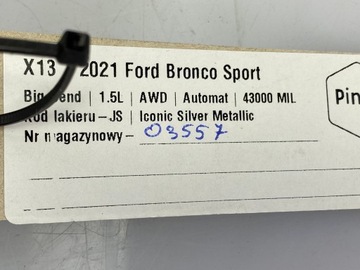 X13 2021 Ford Bronco Sport
Big Bend | 1.5L | AWD | Automat | 43000 MIL
Kod lakieru – JS | Iconic Silver Metallic
Nr magazynowy – 03557
Pin